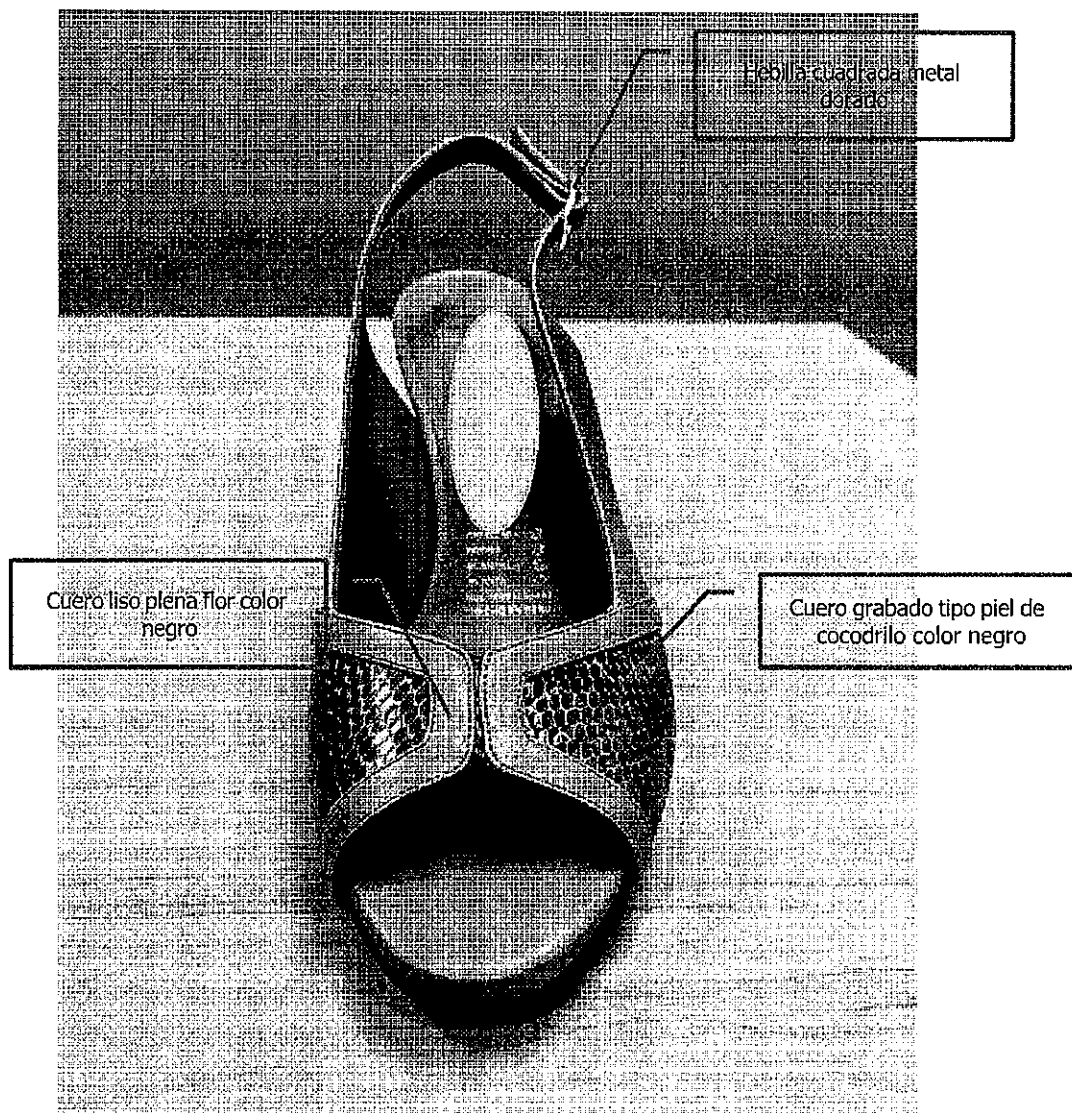 Hebilla cuadrada metal
dorado
Cuero liso plena flor color
negro
Cuero grabado tipo piel de
cocodrilo color negro